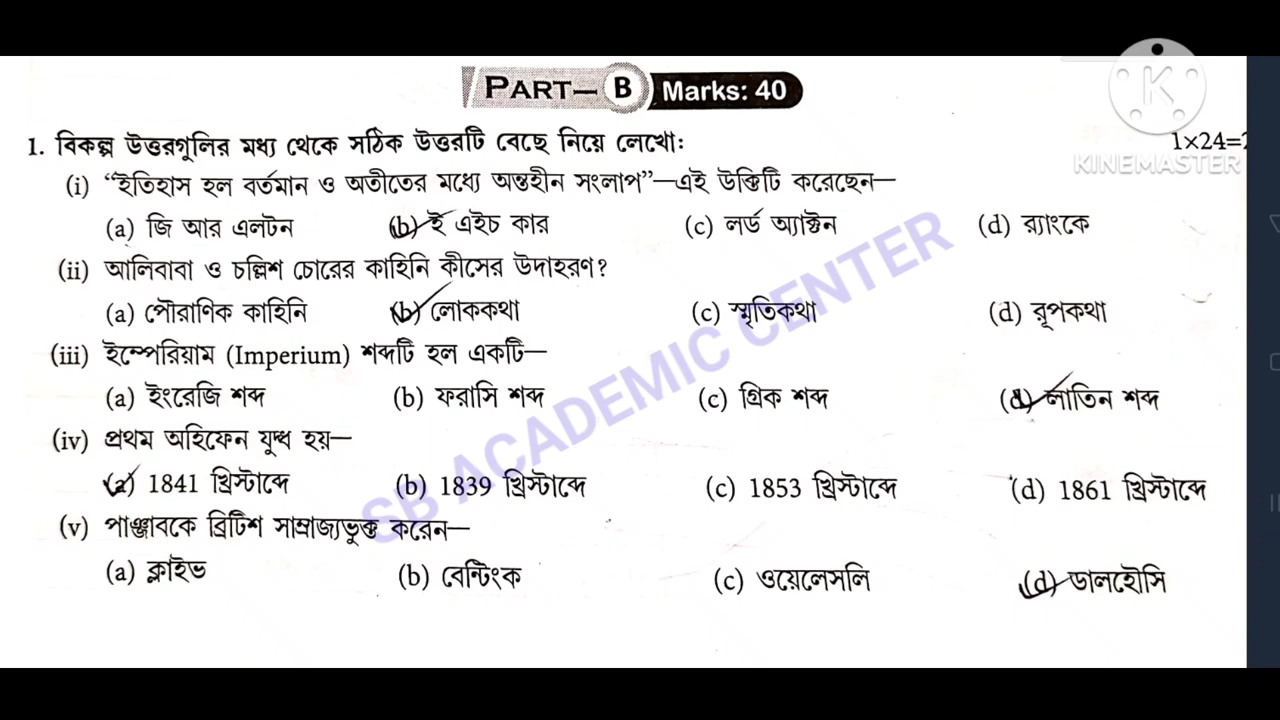 PART— B Marks: 40
1. বিকল্প উত্তরগুলির মধ্য থেকে সঠিক উত্তরটি বেছে নিয়ে লেখো: 1×24=2
KINEMASTER
(i) “ইতিহাস হল বর্তমান ও অতীতের মধ্যে অন্তহীন সংলাপ”—এই উক্তিটি করেছেন—
(a) জি আর এলটন (b) ই এইচ কার (c) লর্ড অ্যাক্টন (d) র‍্যাংকে
(ii) আলিবাবা ও চল্লিশ চোরের কাহিনি কীসের উদাহরণ?
(a) পৌরাণিক কাহিনি (b) লোককথা (c) স্মৃতিকথা (d) রূপকথা
(iii) ইম্পেরিয়াম (Imperium) শব্দটি হল একটি—
(a) ইংরেজি শব্দ (b) ফরাসি শব্দ (c) গ্রিক শব্দ (d) লাতিন শব্দ
(iv) প্রথম অহিফেন যুদ্ধ হয়—
(a) 1841 খ্রিস্টাব্দে (b) 1839 খ্রিস্টাব্দে (c) 1853 খ্রিস্টাব্দে (d) 1861 খ্রিস্টাব্দে
(v) পাঞ্জাবকে ব্রিটিশ সাম্রাজ্যভুক্ত করেন—
(a) ক্লাইভ (b) বেন্টিংক (c) ওয়েলেসলি (d) ডালহৌসি
SB ACADEMIC CENTER